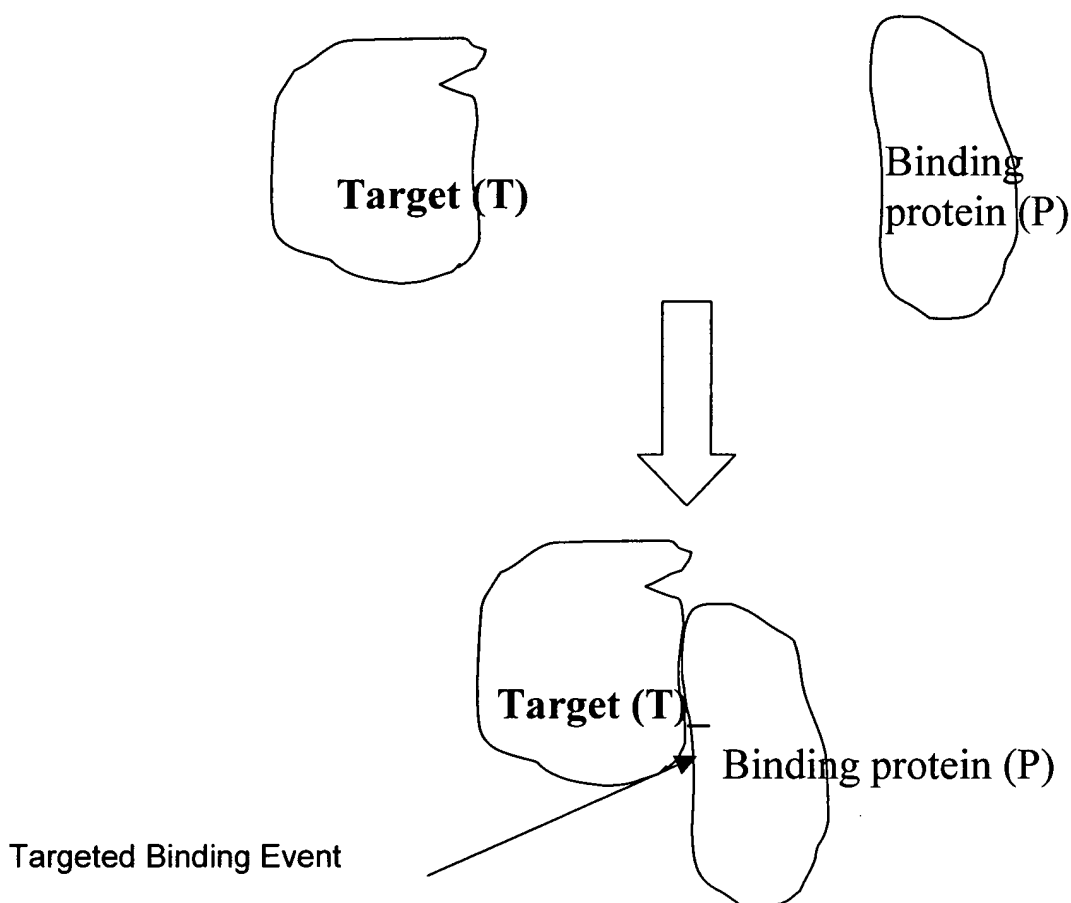 Target (T)
Binding
protein (P)
Target (T)
Binding protein (P)
Targeted Binding Event